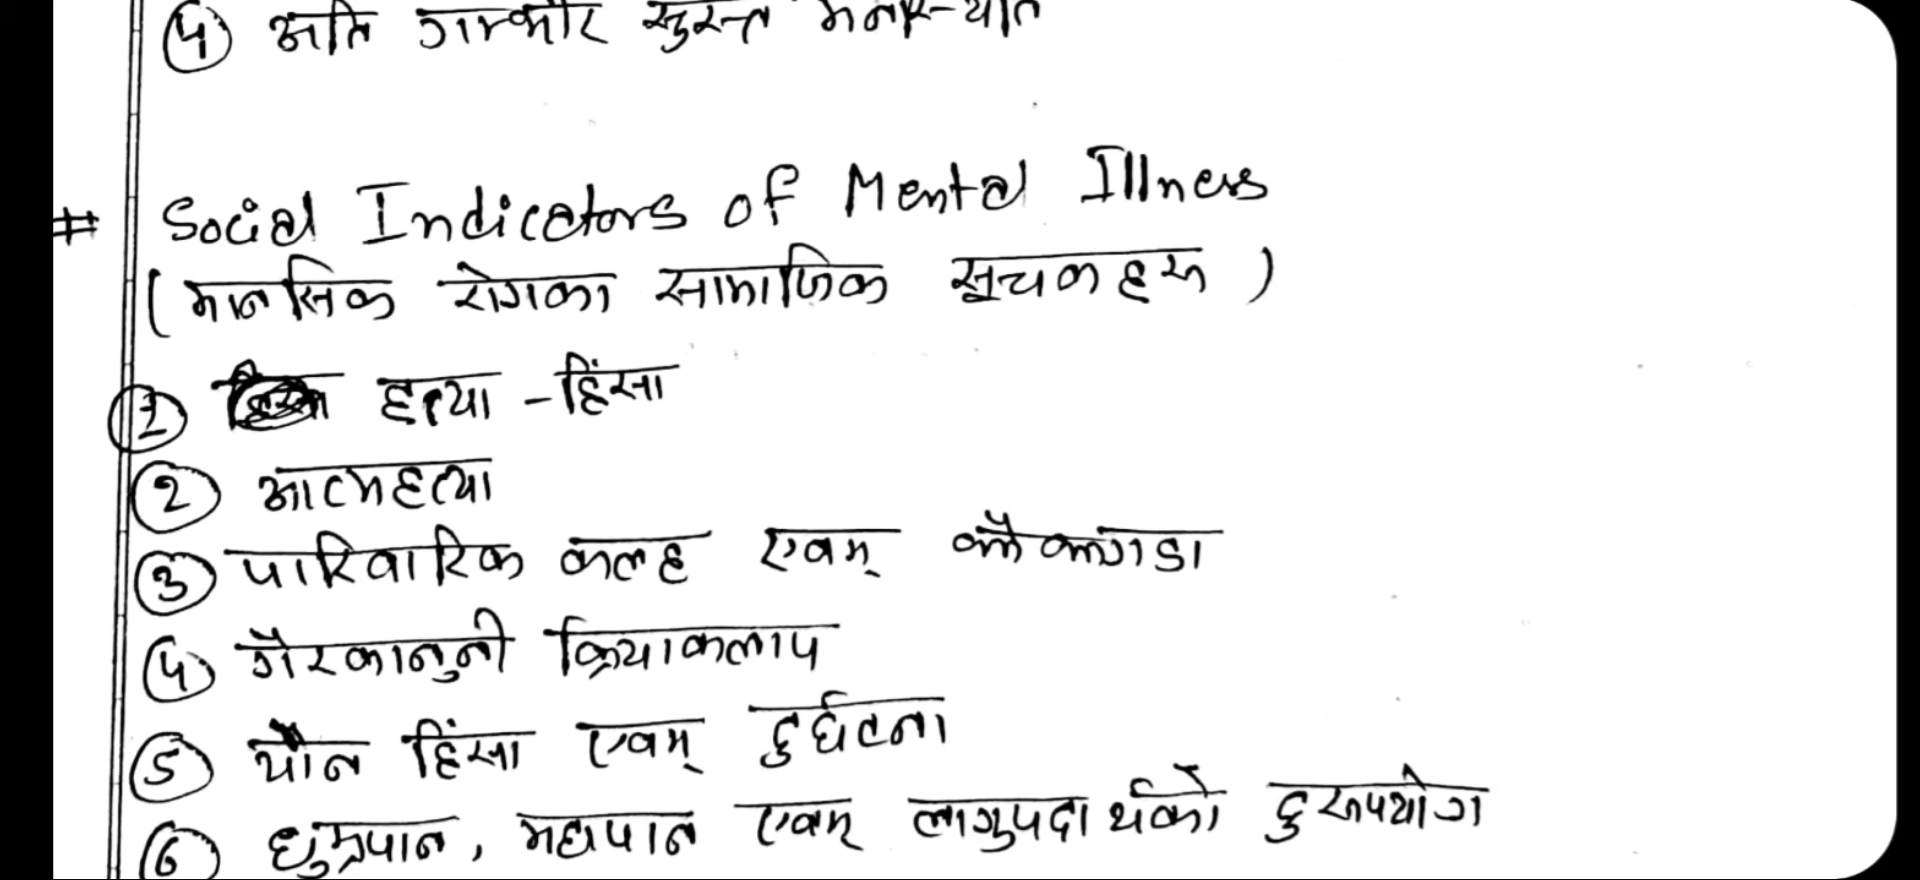 ④ अति गम्भीर सुस्त मनस्थिति
# Social Indicators of Mental Illness
(मानसिक रोगका सामाजिक सूचकहरू)
① हत्या - हिंसा
② आत्महत्या
③ पारिवारिक कलह एवम् झैझगडा
④ गैरकानुनी क्रियाकलाप
⑤ यौन हिंसा एवम् दुर्घटना
⑥ धुम्रपान, मद्यपान एवम् लागुपदार्थको दुरूपयोग